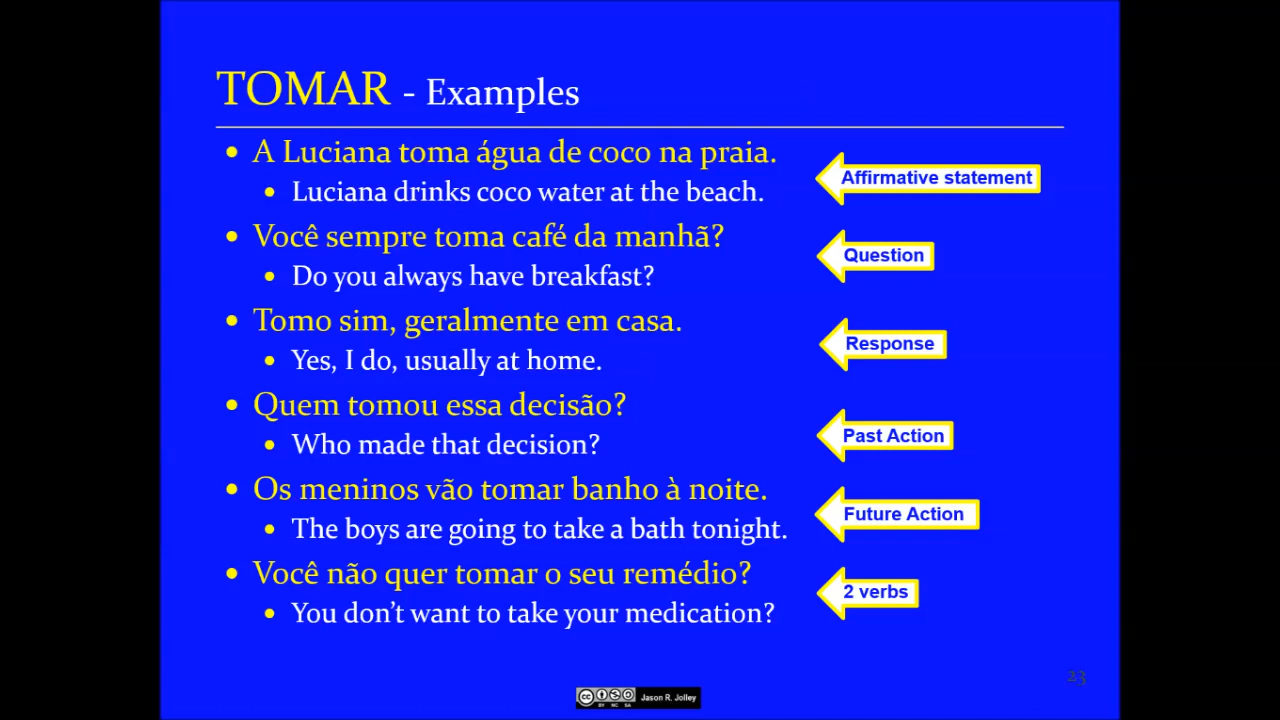 TOMAR - Examples
• A Luciana toma água de coco na praia.
• Luciana drinks coco water at the beach.
Affirmative statement
• Você sempre toma café da manhã?
• Do you always have breakfast?
Question
• Tomo sim, geralmente em casa.
• Yes, I do, usually at home.
Response
• Quem tomou essa decisão?
• Who made that decision?
Past Action
• Os meninos vão tomar banho à noite.
• The boys are going to take a bath tonight.
Future Action
• Você não quer tomar o seu remédio?
• You don't want to take your medication?
2 verbs
23
cc BY NC SA Jason R. Jolley